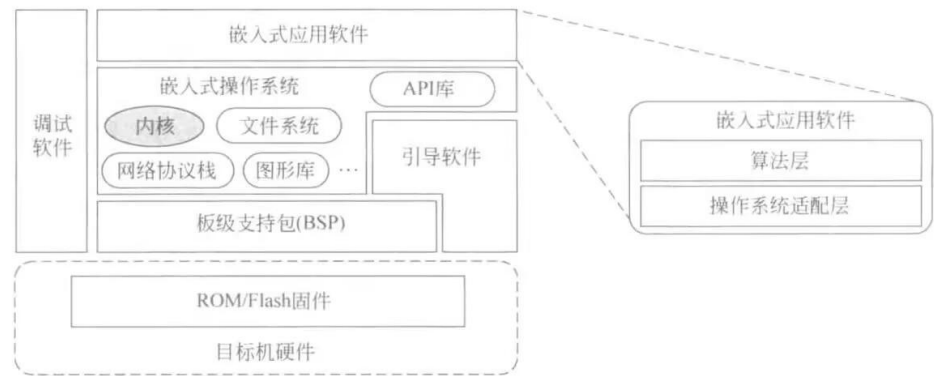 嵌入式应用软件
嵌入式操作系统
API库
内核
文件系统
调试
软件
引导软件
网络协议栈
图形库
…
板级支持包(BSP)
ROM/Flash固件
目标机硬件
嵌入式应用软件
算法层
操作系统适配层